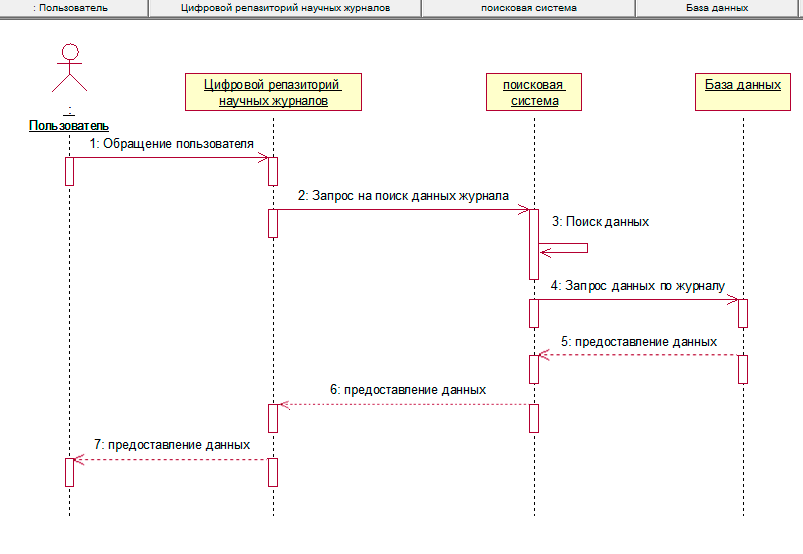 : Пользователь
Цифровой репазиторий научных журналов
поисковая система
База данных
:
Пользователь
Цифровой репазиторий
научных журналов
поисковая
система
База данных
1: Обращение пользователя
2: Запрос на поиск данных журнала
3: Поиск данных
4: Запрос данных по журналу
5: предоставление данных
6: предоставление данных
7: предоставление данных